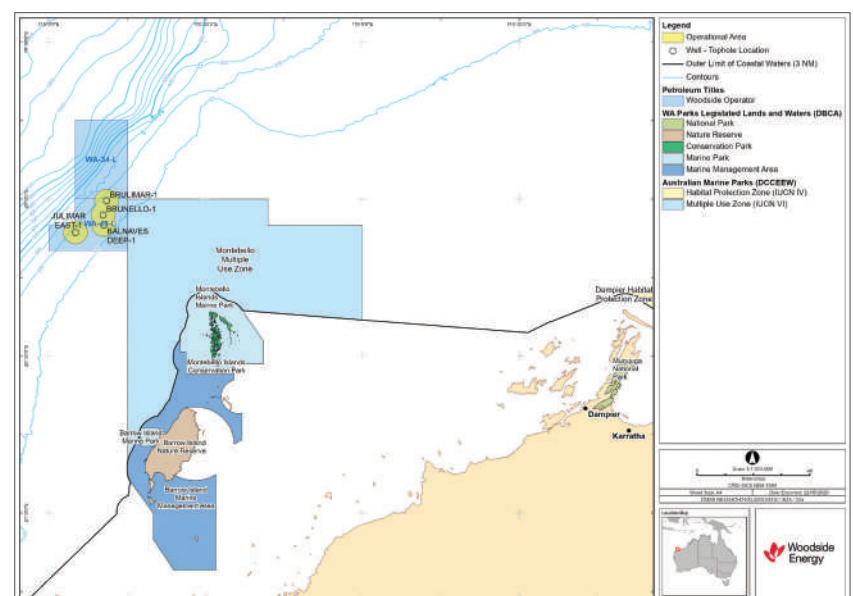 WA-34-L
BRULIMAR-1
BRUNELLO-1
JULIMAR
EAST-1
BALNAVES
DEEP-1
Montebello
Multiple
Use Zone
Montebello
Islands
Marine Park
Montebello Islands
Conservation Park
Barrow Island
Marine Park
Barrow Island
Nature Reserve
Barrow Island
Marine
Management Area
Dampier Habitat
Protection Zone
Murujuga
National
Park
Dampier
Karratha
Legend
Operational Area
Well - Tophole Location
Outer Limit of Coastal Waters (3 NM)
Contours
Petroleum Titles
Woodside Operator
WA Parks Legislated Lands and Waters (DBCA)
National Park
Nature Reserve
Conservation Park
Marine Park
Marine Management Area
Australian Marine Parks (DCCEEW)
Habitat Protection Zone (IUCN IV)
Multiple Use Zone (IUCN VI)
Woodside
Energy